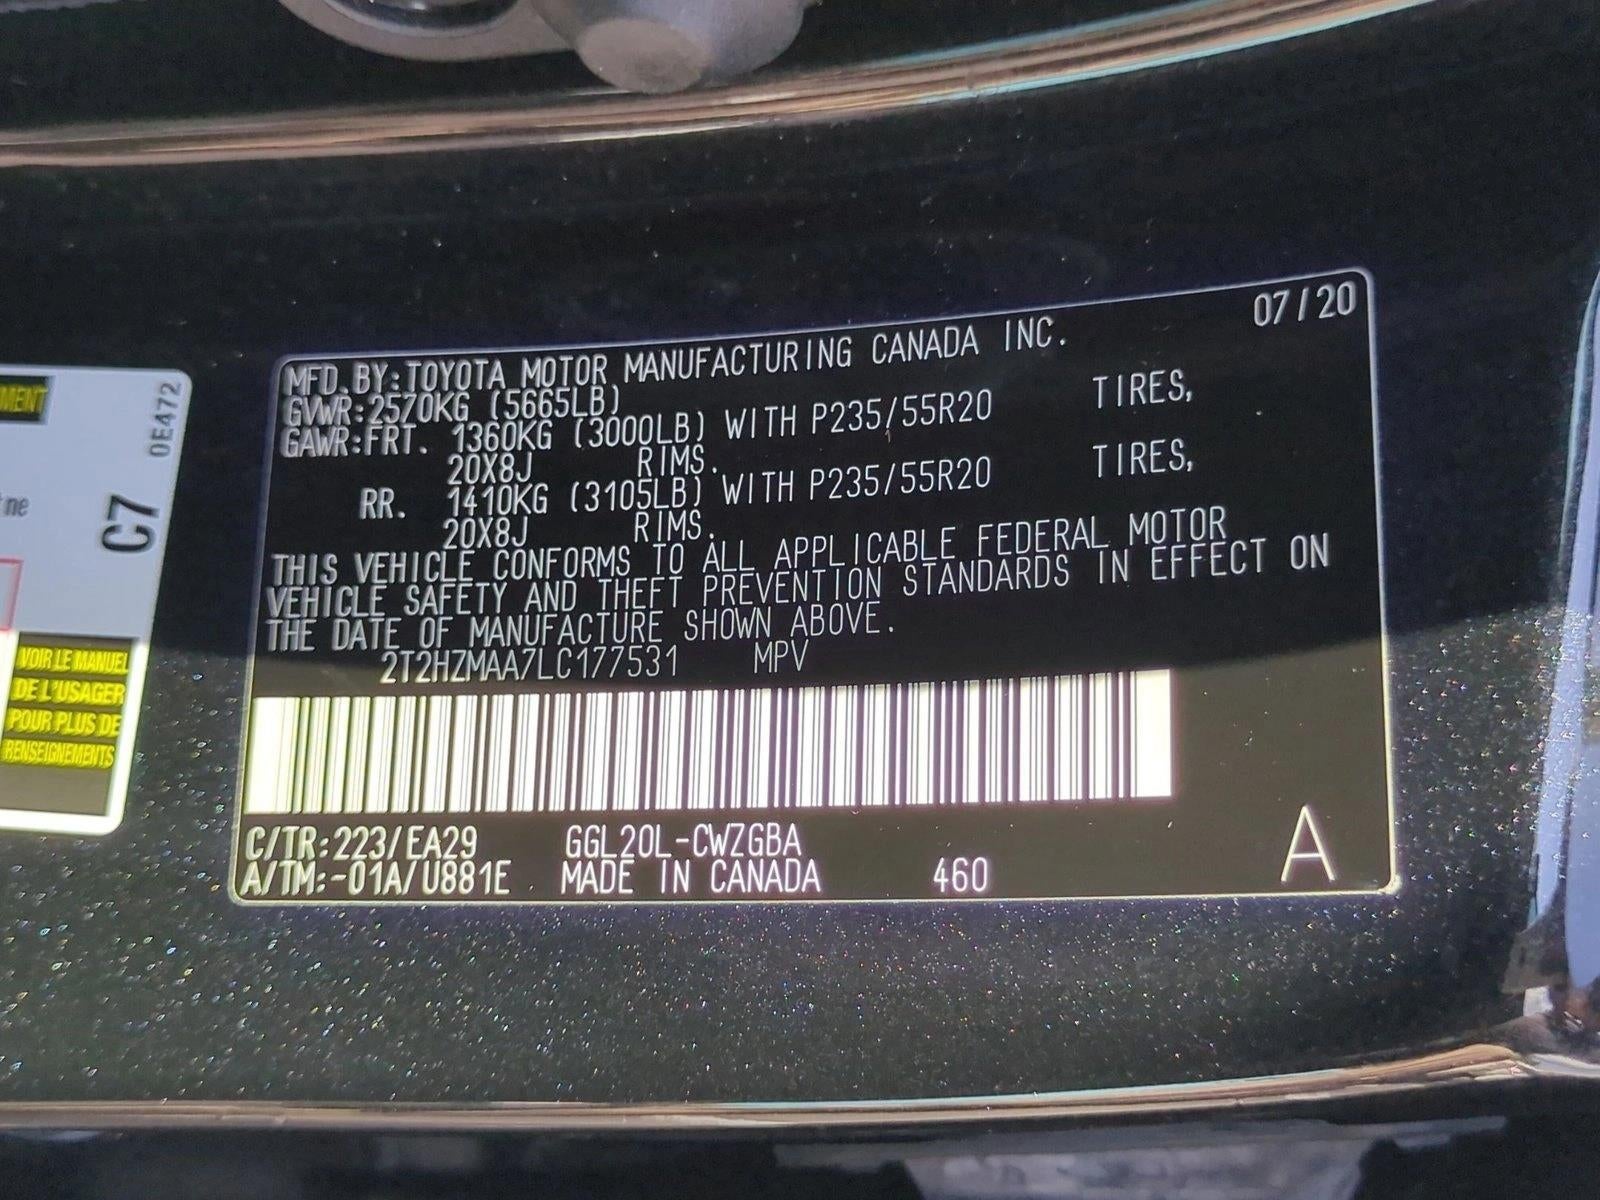 07/20
MFD. BY: TOYOTA MOTOR MANUFACTURING CANADA INC.
GVWR: 2570KG (5665LB)
GAWR: FRT. 1360KG (3000LB) WITH P235/55R20 TIRES,
20X8J RIMS.
RR. 1410KG (3105LB) WITH P235/55R20 TIRES,
20X8J RIMS.
THIS VEHICLE CONFORMS TO ALL APPLICABLE FEDERAL MOTOR
VEHICLE SAFETY AND THEFT PREVENTION STANDARDS IN EFFECT ON
THE DATE OF MANUFACTURE SHOWN ABOVE.
2T2HZMAA7LC177531 MPV
C/TR: 223/EA29 GGL20L-CWZGBA
A/TM: -01A/U881E MADE IN CANADA 460 A
0E472
C7
ne
VOIR LE MANUEL
DE L'USAGER
POUR PLUS DE
RENSEIGNEMENTS